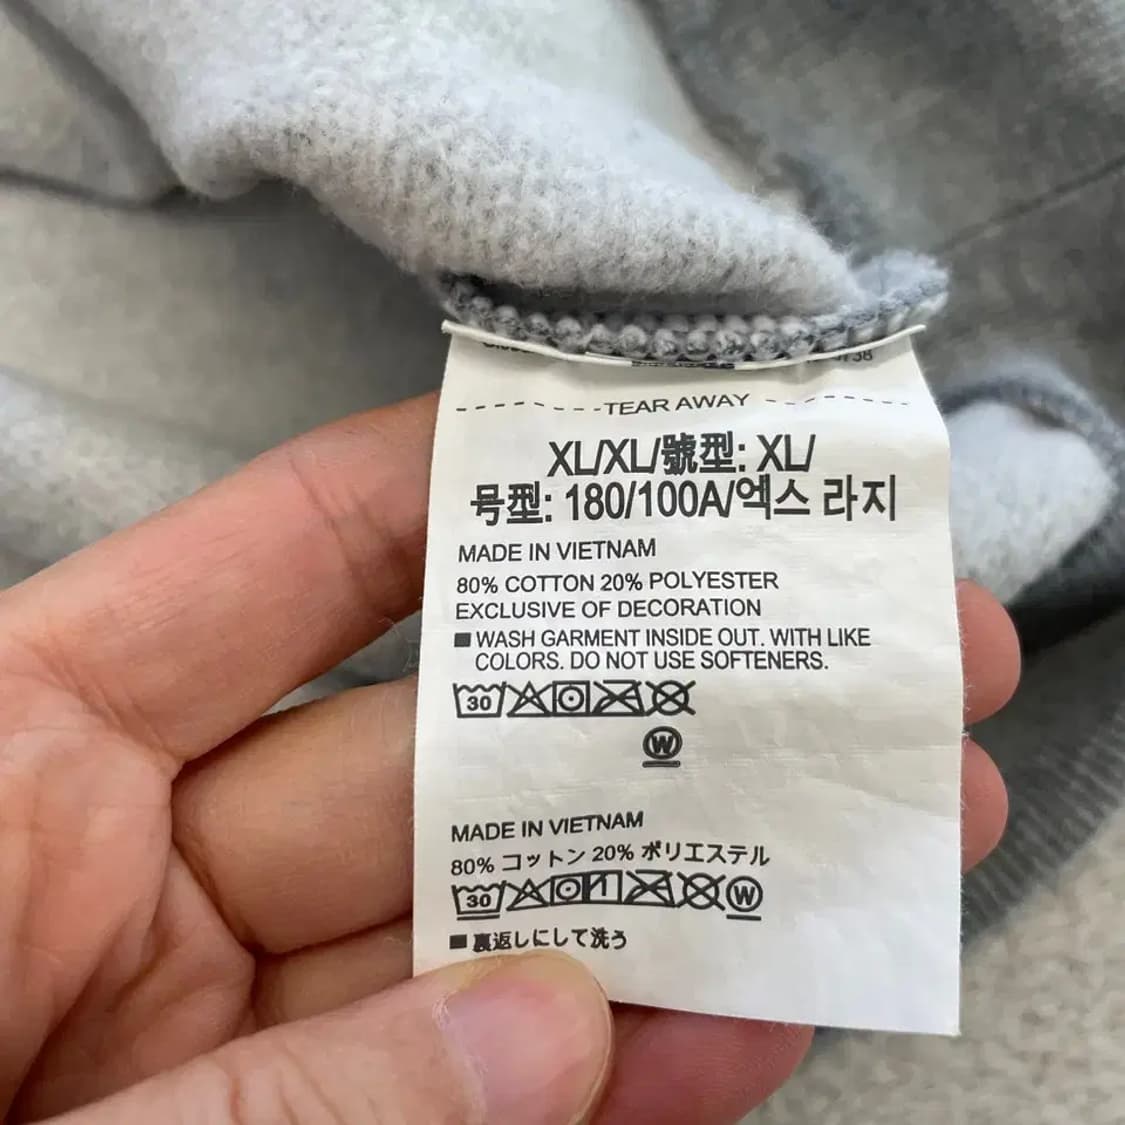 TEAR AWAY
XL/XL/號型: XL/
号型: 180/100A/엑스 라지
MADE IN VIETNAM
80% COTTON 20% POLYESTER
EXCLUSIVE OF DECORATION
■ WASH GARMENT INSIDE OUT. WITH LIKE
COLORS. DO NOT USE SOFTENERS.
30
W
MADE IN VIETNAM
80% コットン 20% ポリエステル
30 W
■ 裏返しにして洗う